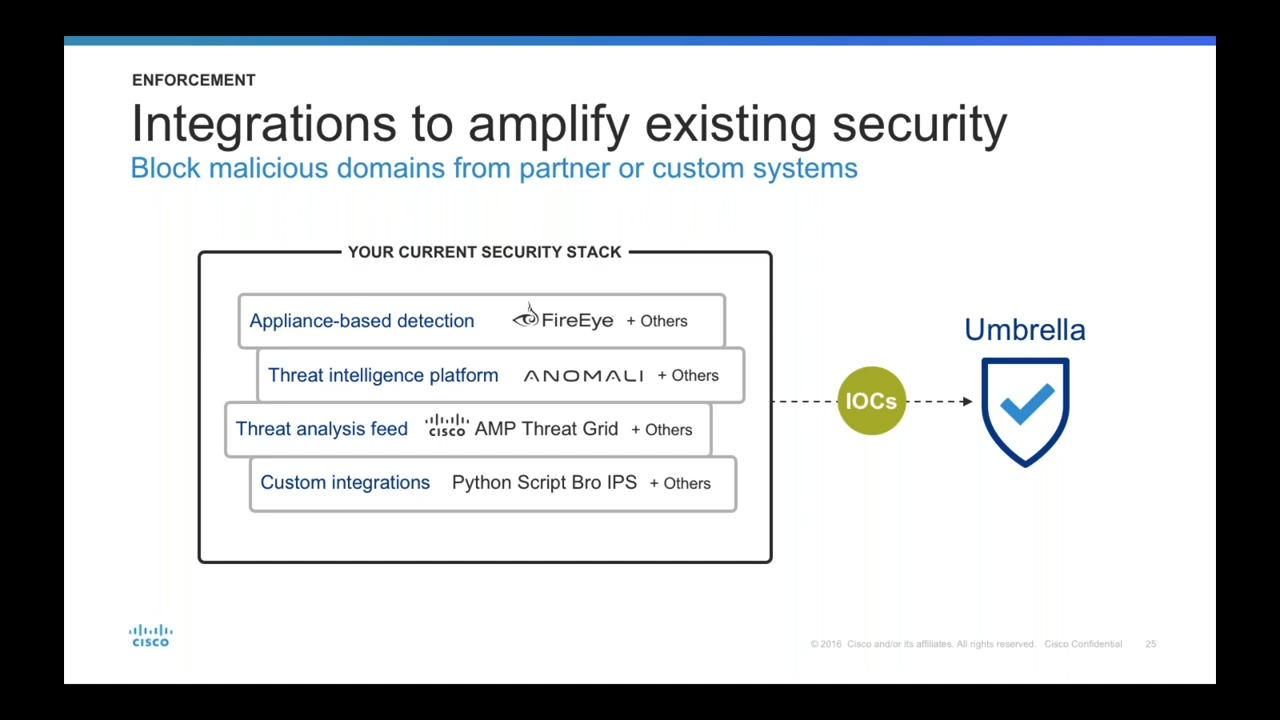 ENFORCEMENT
Integrations to amplify existing security
Block malicious domains from partner or custom systems
YOUR CURRENT SECURITY STACK
Appliance-based detection FireEye + Others
Threat intelligence platform ANOMALI + Others
Threat analysis feed CISCO AMP Threat Grid + Others
Custom integrations Python Script Bro IPS + Others
IOCs
Umbrella
CISCO
© 2016 Cisco and/or its affiliates. All rights reserved. Cisco Confidential 25